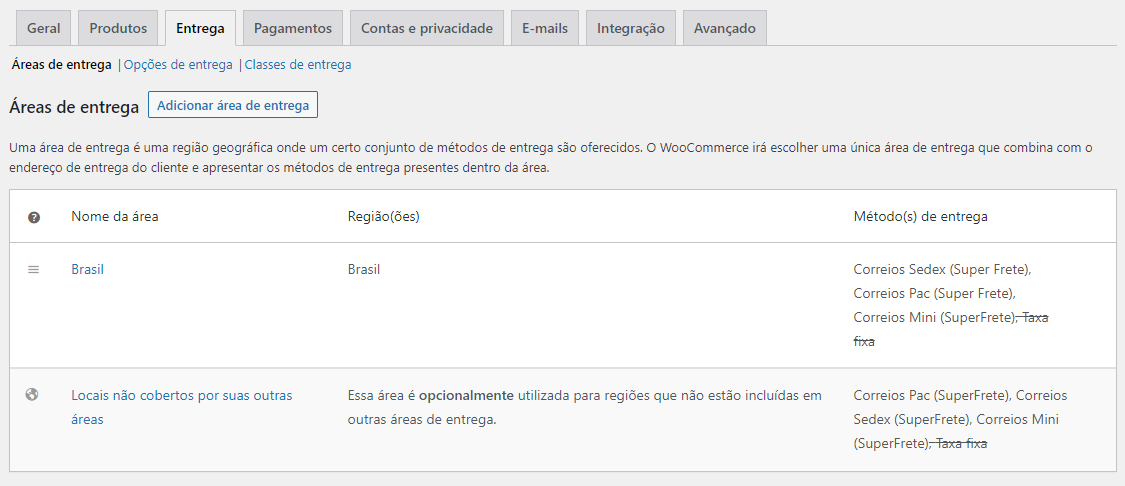 Geral Produtos Entrega Pagamentos Contas e privacidade E-mails Integração Avançado
Áreas de entrega | Opções de entrega | Classes de entrega
Áreas de entrega Adicionar área de entrega
Uma área de entrega é uma região geográfica onde um certo conjunto de métodos de entrega são oferecidos. O WooCommerce irá escolher uma única área de entrega que combina com o
endereço de entrega do cliente e apresentar os métodos de entrega presentes dentro da área.
? Nome da área Região(ões) Método(s) de entrega
Brasil Brasil Correios Sedex (Super Frete),
Correios Pac (Super Frete),
Correios Mini (SuperFrete), Taxa
fixa
Locais não cobertos por suas outras Essa área é opcionalmente utilizada para regiões que não estão incluídas em Correios Pac (SuperFrete), Correios
áreas outras áreas de entrega. Sedex (SuperFrete), Correios Mini
(SuperFrete), Taxa fixa